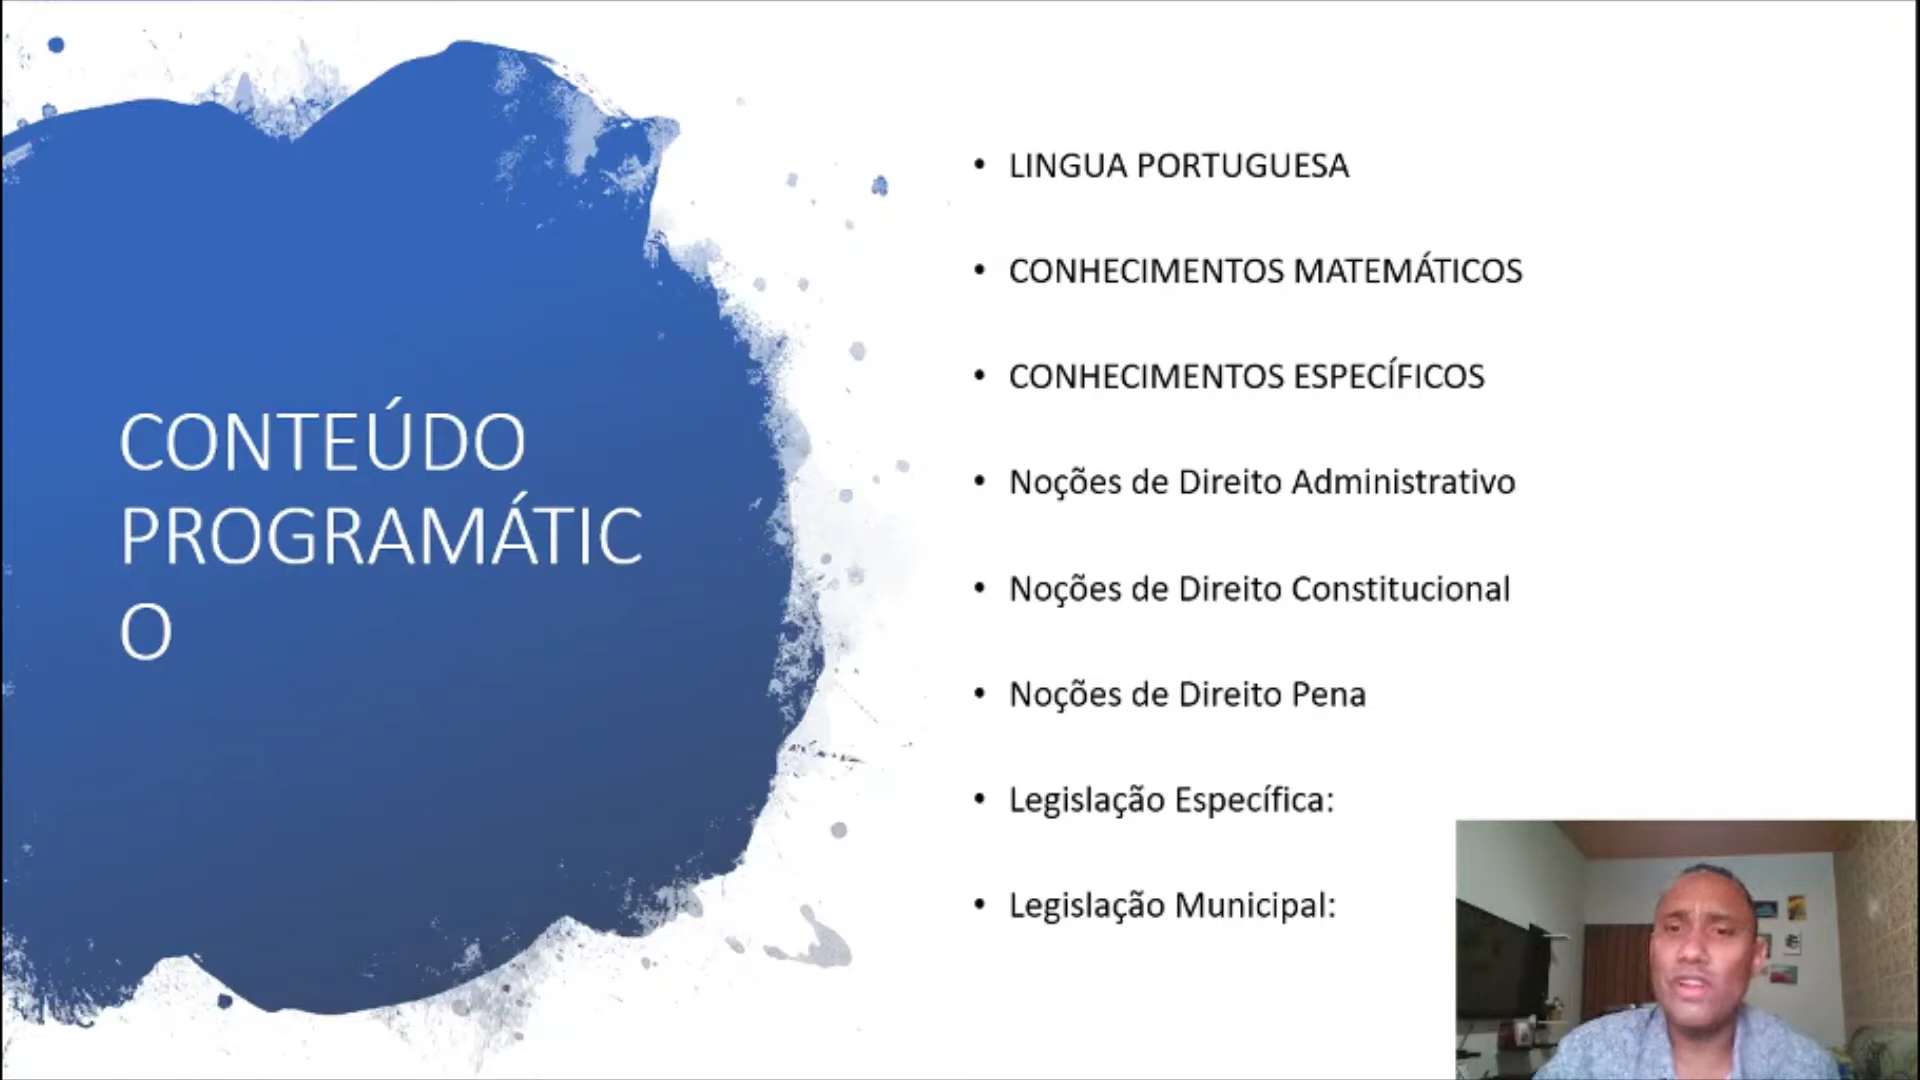 CONTEÚDO
PROGRAMÁTIC
O
• LINGUA PORTUGUESA
• CONHECIMENTOS MATEMÁTICOS
• CONHECIMENTOS ESPECÍFICOS
• Noções de Direito Administrativo
• Noções de Direito Constitucional
• Noções de Direito Pena
• Legislação Específica:
• Legislação Municipal: